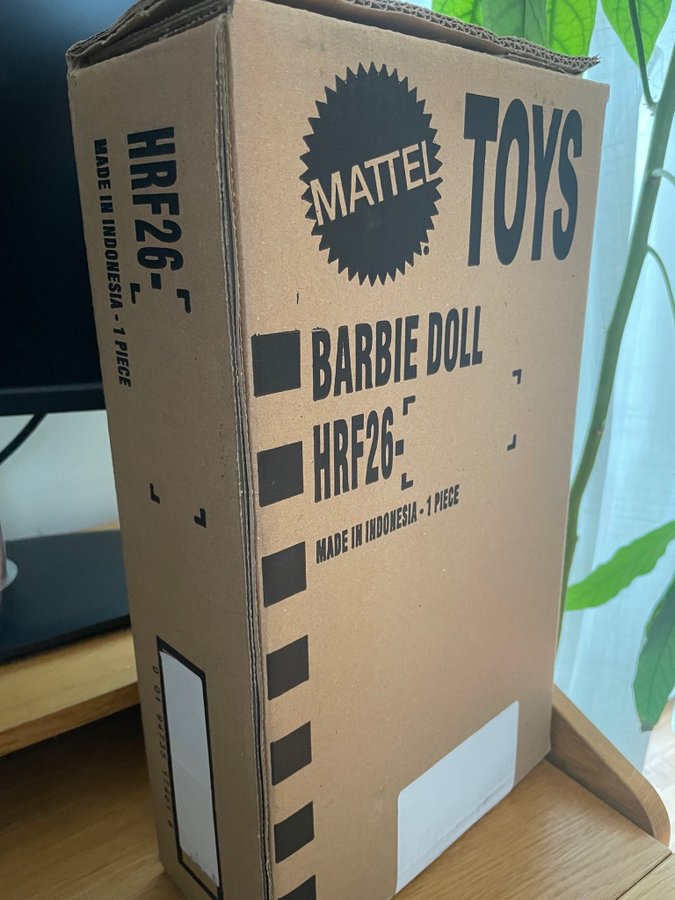 MATTEL
TOYS
BARBIE DOLL
HRF26-
MADE IN INDONESIA - 1 PIECE
HRF26-
MADE IN INDONESIA - 1 PIECE